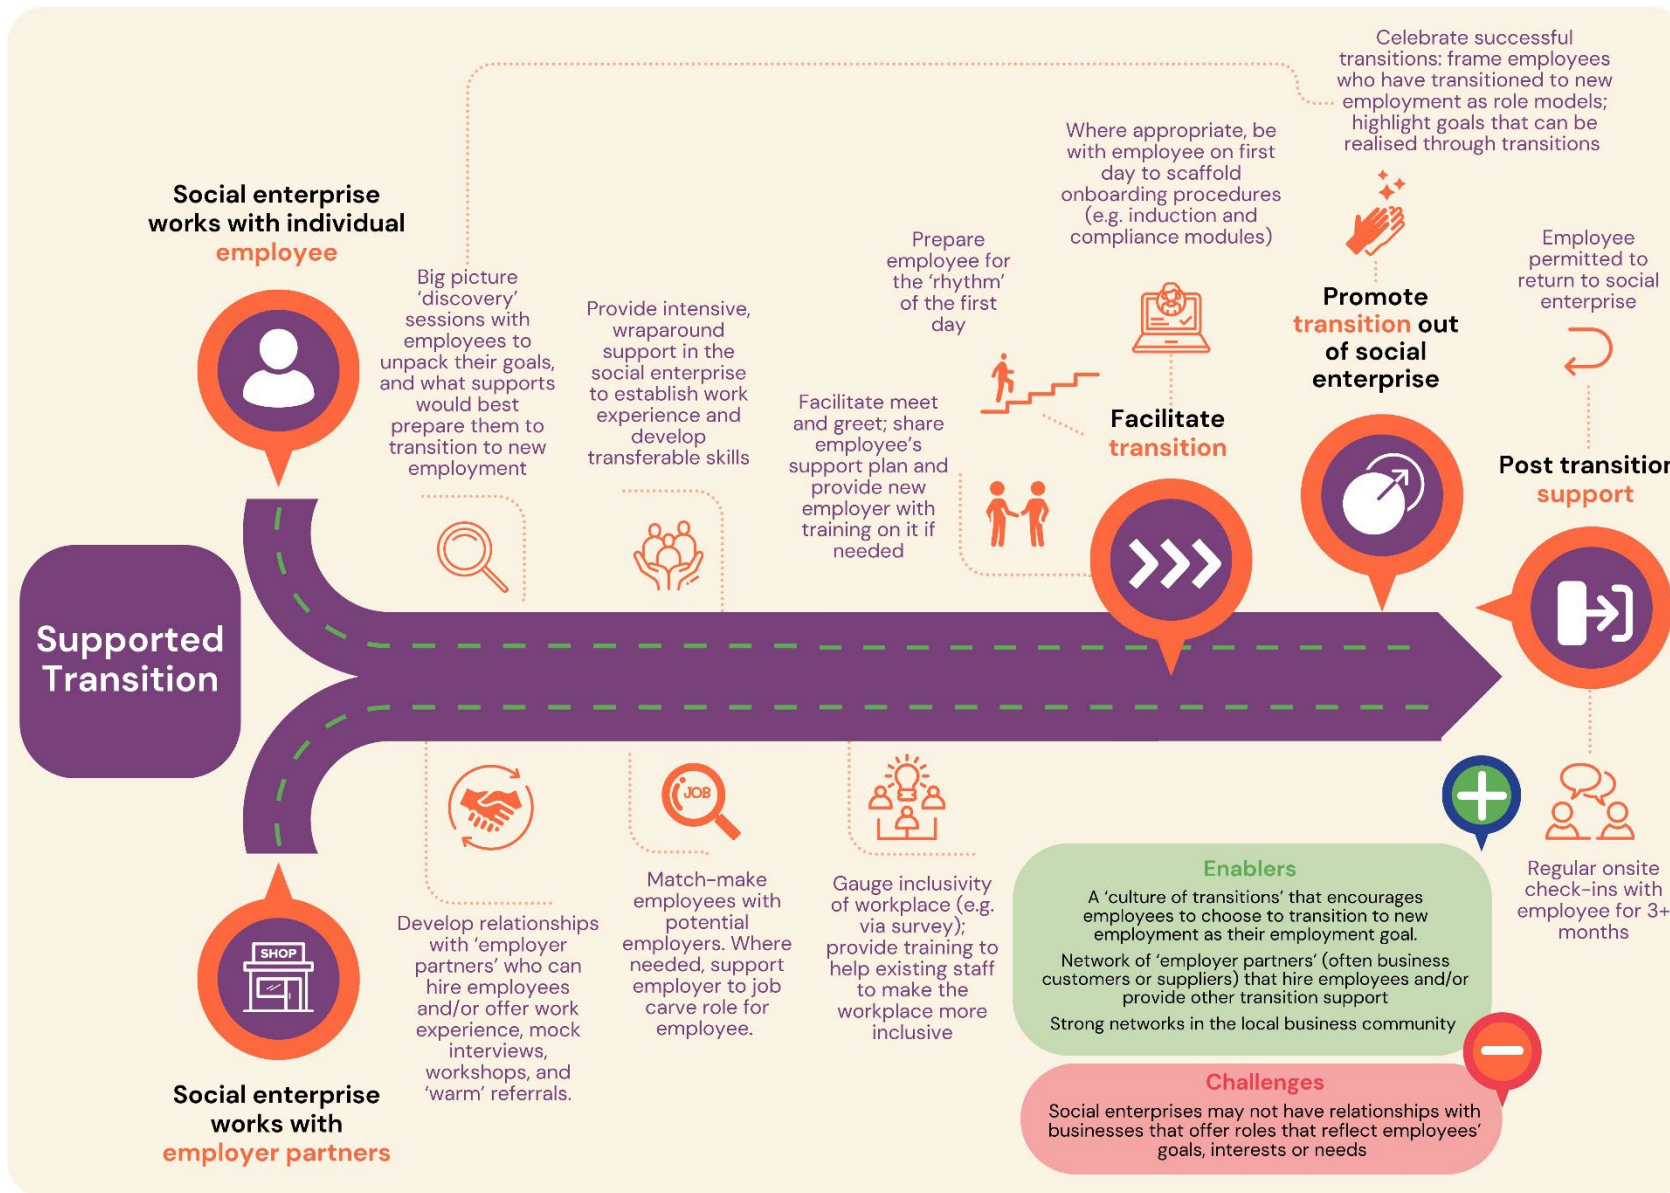 Supported
Transition
Social enterprise
works with individual
employee
Big picture
‘discovery’
sessions with
employees to
unpack their goals,
and what supports
would best
prepare them to
transition to new
employment
Provide intensive,
wraparound
support in the
social enterprise
to establish work
experience and
develop
transferable skills
Facilitate meet
and greet; share
employee’s
support plan and
provide new
employer with
training on it if
needed
Prepare
employee for
the ‘rhythm’
of the first
day
Where appropriate, be
with employee on first
day to scaffold
onboarding procedures
(e.g. induction and
compliance modules)
Facilitate
transition
Celebrate successful
transitions: frame employees
who have transitioned to new
employment as role models;
highlight goals that can be
realised through transitions
Promote
transition out
of social
enterprise
Employee
permitted to
return to social
enterprise
Post transition
support
Regular onsite
check-ins with
employee for 3+
months
SHOP
Social enterprise
works with
employer partners
Develop relationships
with ‘employer
partners’ who can
hire employees
and/or offer work
experience, mock
interviews,
workshops, and
‘warm’ referrals.
JOB
Match-make
employees with
potential
employers. Where
needed, support
employer to job
carve role for
employee.
Gauge inclusivity
of workplace (e.g.
via survey);
provide training to
help existing staff
to make the
workplace more
inclusive
Enablers
A ‘culture of transitions’ that encourages
employees to choose to transition to new
employment as their employment goal.
Network of ‘employer partners’ (often business
customers or suppliers) that hire employees and/or
provide other transition support
Strong networks in the local business community
Challenges
Social enterprises may not have relationships with
businesses that offer roles that reflect employees’
goals, interests or needs